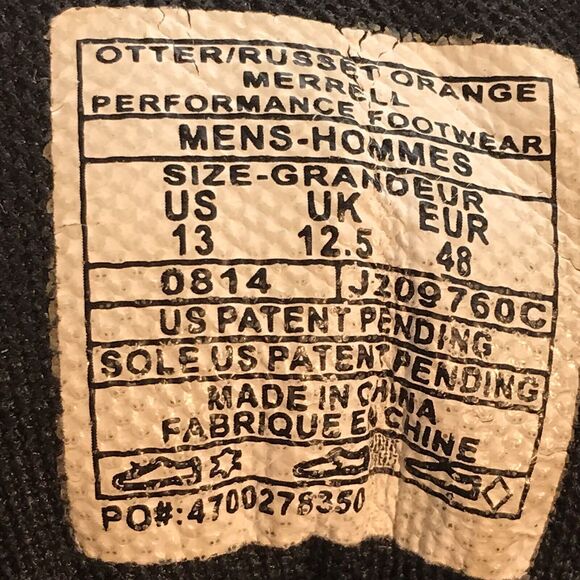 OTTER/RUSSET ORANGE
MERRELL
PERFORMANCE FOOTWEAR
MENS-HOMMES
SIZE-GRANDEUR
US UK EUR
13 12.5 48
0814 J209760C
US PATENT PENDING
SOLE US PATENT PENDING
MADE IN CHINA
FABRIQUE EN CHINE
PO#:4700278350